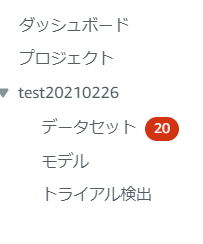 ダッシュボード
プロジェクト
test20210226
データセット 20
モデル
トライアル検出